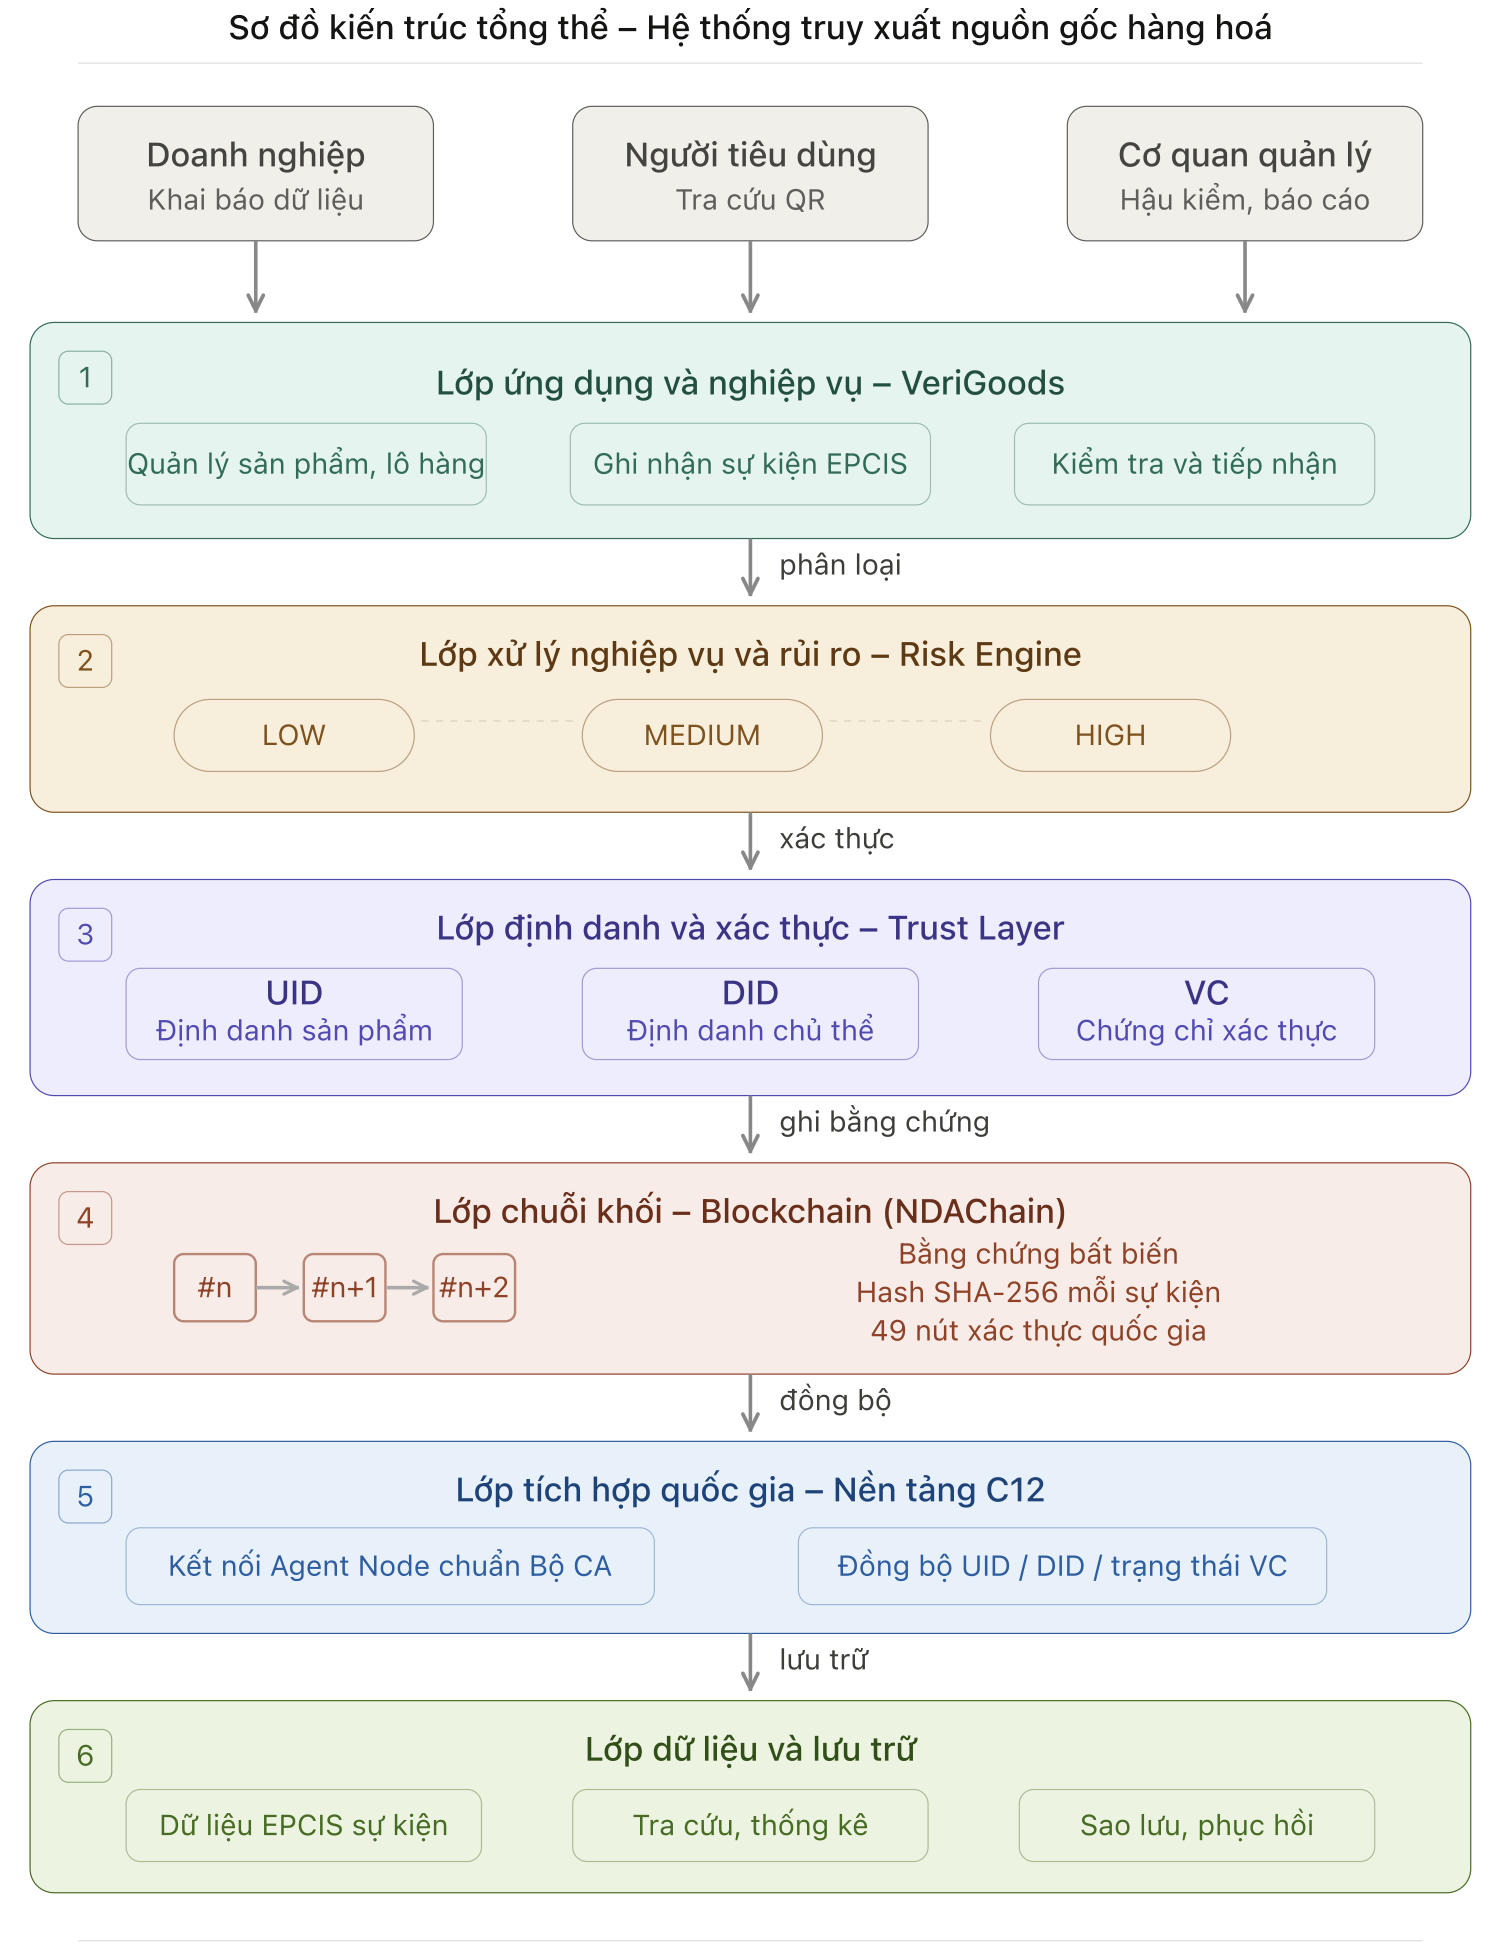 Sơ đồ kiến trúc tổng thể – Hệ thống truy xuất nguồn gốc hàng hoá
Doanh nghiệp
Khai báo dữ liệu
Người tiêu dùng
Tra cứu QR
Cơ quan quản lý
Hậu kiểm, báo cáo
1
Lớp ứng dụng và nghiệp vụ – VeriGoods
Quản lý sản phẩm, lô hàng
Ghi nhận sự kiện EPCIS
Kiểm tra và tiếp nhận
phân loại
2
Lớp xử lý nghiệp vụ và rủi ro – Risk Engine
LOW
MEDIUM
HIGH
xác thực
3
Lớp định danh và xác thực – Trust Layer
UID
Định danh sản phẩm
DID
Định danh chủ thể
VC
Chứng chỉ xác thực
ghi bằng chứng
4
Lớp chuỗi khối – Blockchain (NDAChain)
#n
#n+1
#n+2
Bằng chứng bất biến
Hash SHA-256 mỗi sự kiện
49 nút xác thực quốc gia
đồng bộ
5
Lớp tích hợp quốc gia – Nền tảng C12
Kết nối Agent Node chuẩn Bộ CA
Đồng bộ UID / DID / trạng thái VC
lưu trữ
6
Lớp dữ liệu và lưu trữ
Dữ liệu EPCIS sự kiện
Tra cứu, thống kê
Sao lưu, phục hồi